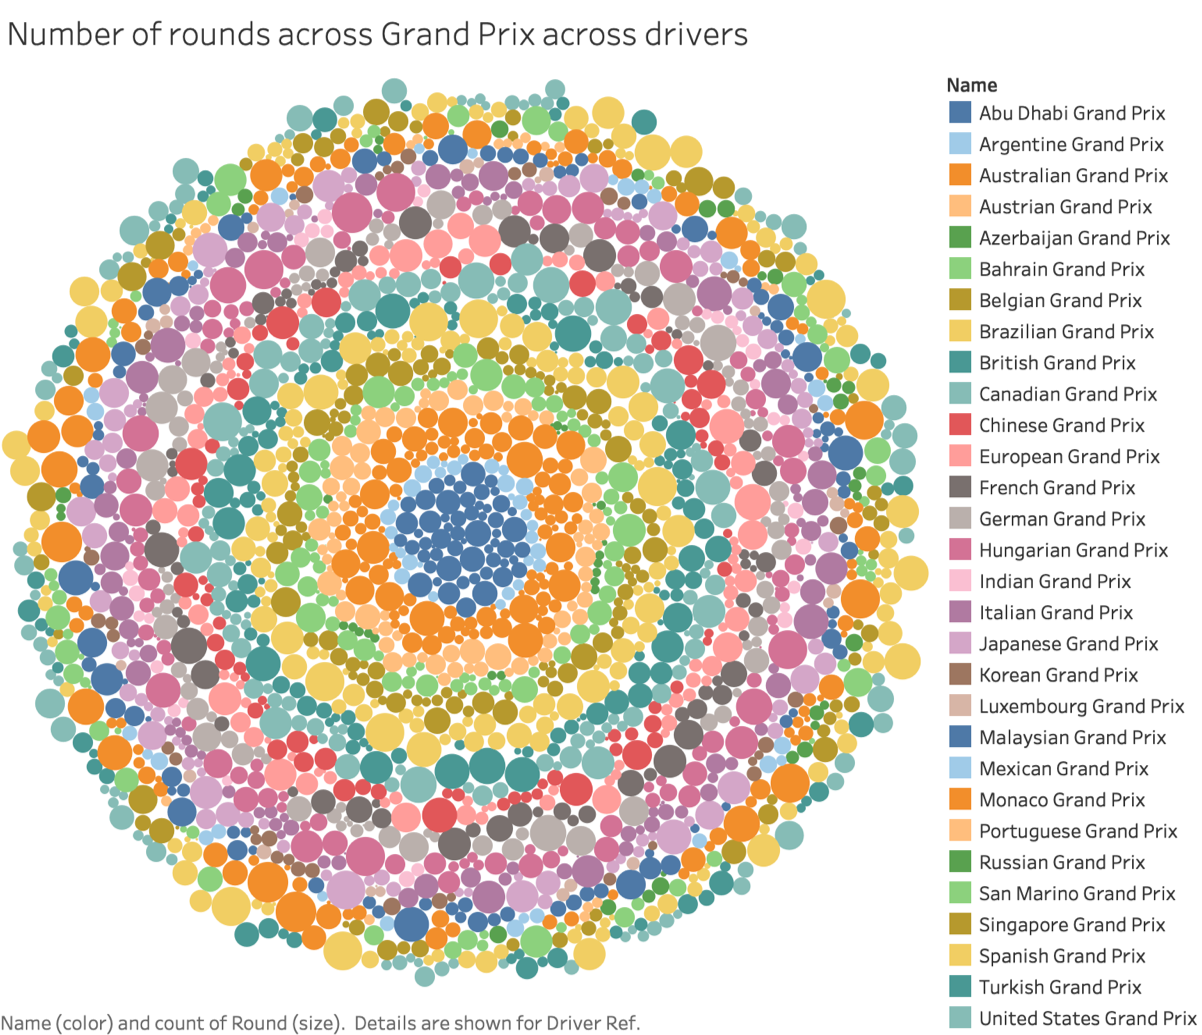 Number of rounds across Grand Prix across drivers
Name
Abu Dhabi Grand Prix
Argentine Grand Prix
Australian Grand Prix
Austrian Grand Prix
Azerbaijan Grand Prix
Bahrain Grand Prix
Belgian Grand Prix
Brazilian Grand Prix
British Grand Prix
Canadian Grand Prix
Chinese Grand Prix
European Grand Prix
French Grand Prix
German Grand Prix
Hungarian Grand Prix
Indian Grand Prix
Italian Grand Prix
Japanese Grand Prix
Korean Grand Prix
Luxembourg Grand Prix
Malaysian Grand Prix
Mexican Grand Prix
Monaco Grand Prix
Portuguese Grand Prix
Russian Grand Prix
San Marino Grand Prix
Singapore Grand Prix
Spanish Grand Prix
Turkish Grand Prix
United States Grand Prix
Name (color) and count of Round (size). Details are shown for Driver Ref.